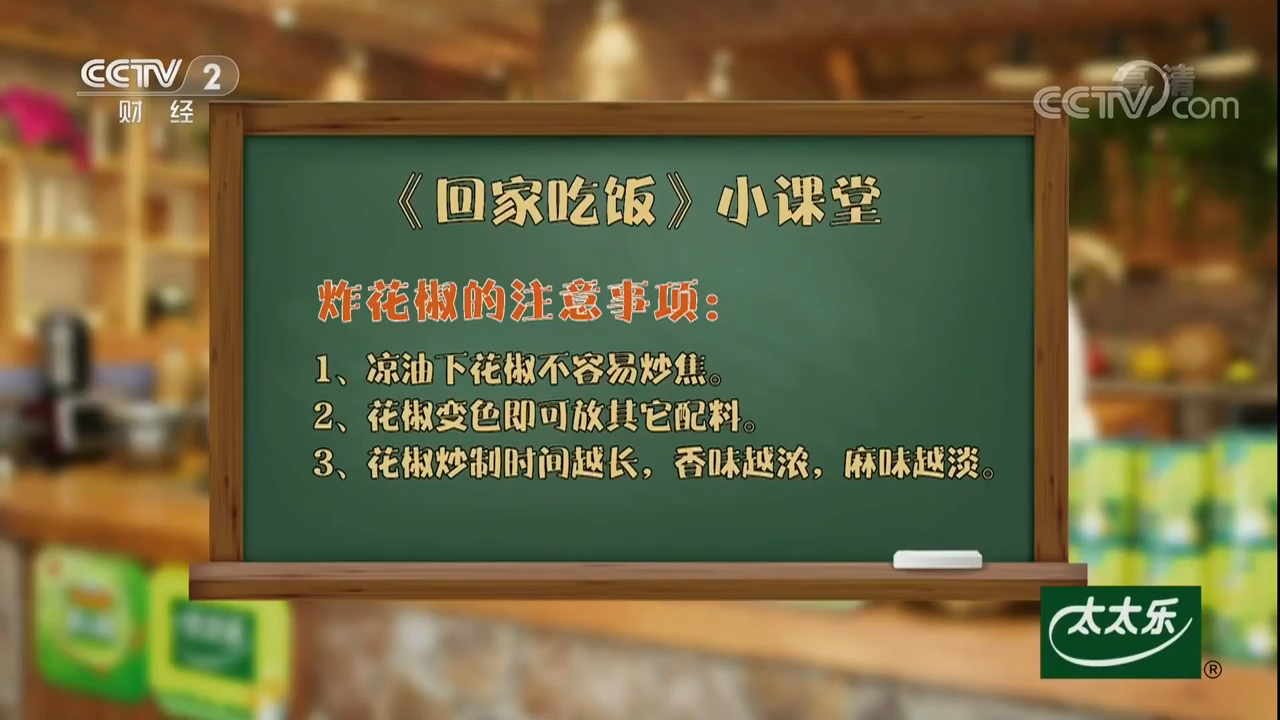 CCTV 2
财经
高清
CCTV.com
《回家吃饭》小课堂
炸花椒的注意事项：
1、凉油下花椒不容易炒焦。
2、花椒变色即可放其它配料。
3、花椒炒制时间越长，香味越浓，麻味越淡。
太太乐
®